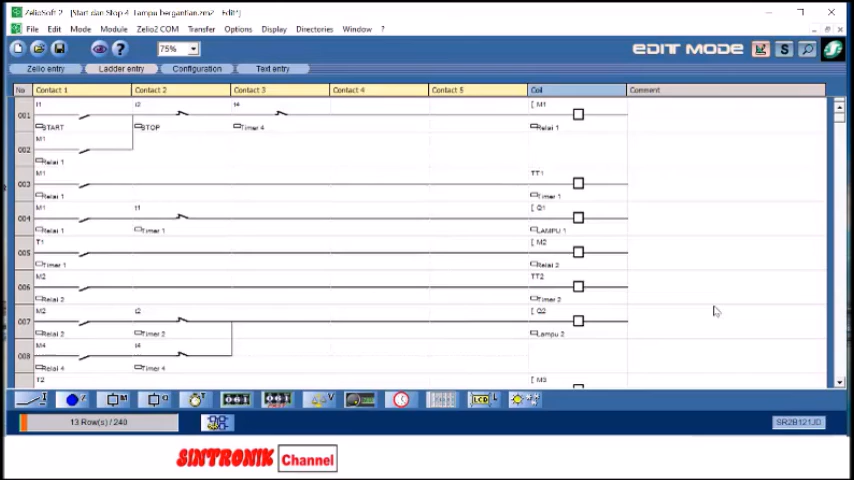 ZelioSoft 2 - [Start dan Stop 4 Lampu bergantian.zm2 - Edit*]
File Edit Mode Module Zelio2 COM Transfer Options Display Directories Window ?
75% EDIT MODE S
Zelio entry Ladder entry Configuration Text entry
No Contact 1 Contact 2 Contact 3 Contact 4 Contact 5 Coil Comment
I1 i2 t4 [ M1
001
START STOP Timer 4 Relai 1
M1
002
Relai 1
M1 TT1
003
Relai 1 Timer 1
M1 t1 [ Q1
004
Relai 1 Timer 1 LAMPU 1
T1 [ M2
005
Timer 1 Relai 2
M2 TT2
006
Relai 2 Timer 2
M2 t2 [ Q2
007
Relai 2 Timer 2 Lampu 2
M4 t4
008
Relai 4 Timer 4
T2 [ M3
13 Row(s) / 240 SR2B121JD
SINTRONIK Channel